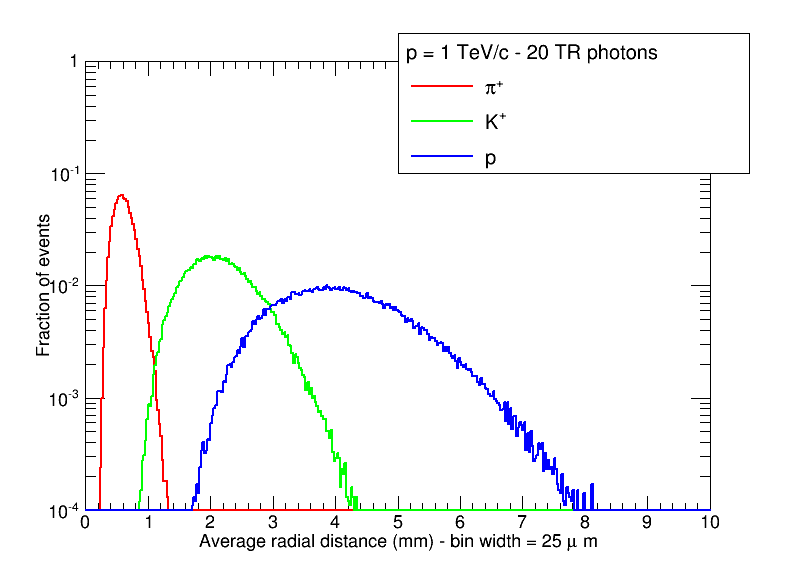 p = 1 TeV/c - 20 TR photons
π⁺
K⁺
p
Fraction of events
1
10⁻¹
10⁻²
10⁻³
10⁻⁴
0 1 2 3 4 5 6 7 8 9 10
Average radial distance (mm) - bin width = 25 μ m